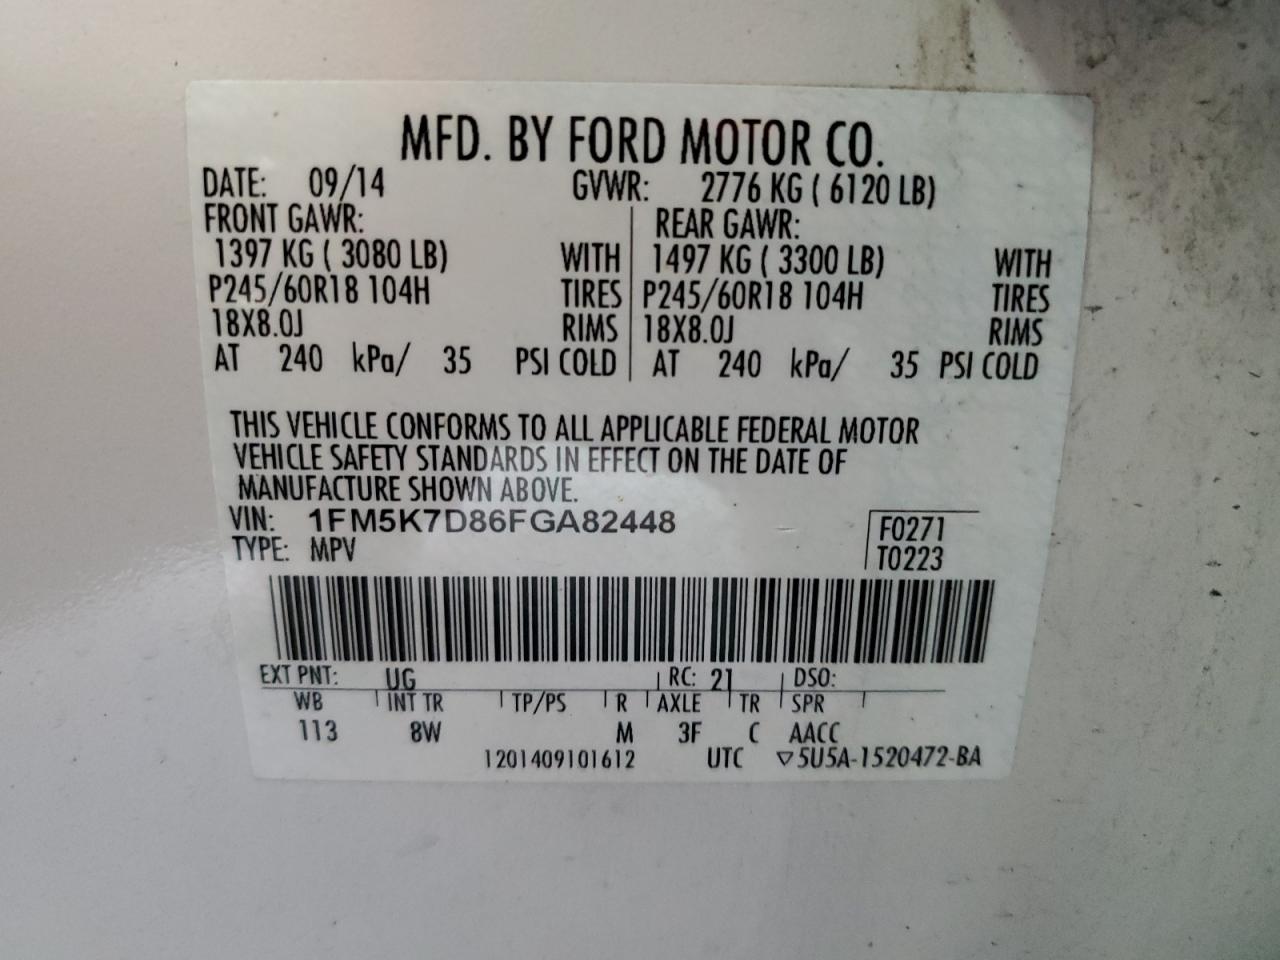 MFD. BY FORD MOTOR CO.
DATE: 09/14 GVWR: 2776 KG ( 6120 LB)
FRONT GAWR: REAR GAWR:
1397 KG ( 3080 LB) WITH 1497 KG ( 3300 LB) WITH
P245/60R18 104H TIRES P245/60R18 104H TIRES
18X8.0J RIMS 18X8.0J RIMS
AT 240 kPa/ 35 PSI COLD AT 240 kPa/ 35 PSI COLD
THIS VEHICLE CONFORMS TO ALL APPLICABLE FEDERAL MOTOR
VEHICLE SAFETY STANDARDS IN EFFECT ON THE DATE OF
MANUFACTURE SHOWN ABOVE.
VIN: 1FM5K7D86FGA82448 F0271
TYPE: MPV T0223
EXT PNT: UG RC: 21 DSO:
WB INT TR TP/PS R AXLE TR SPR
113 8W M 3F C AACC
1201409101612 UTC ▽5U5A-1520472-BA